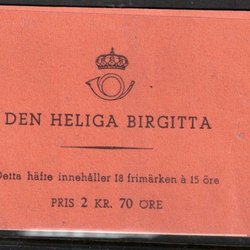 DEN HELIGA BIRGITTA
Detta häfte innehåller 18 frimärken à 15 öre
PRIS 2 KR. 70 ÖRE